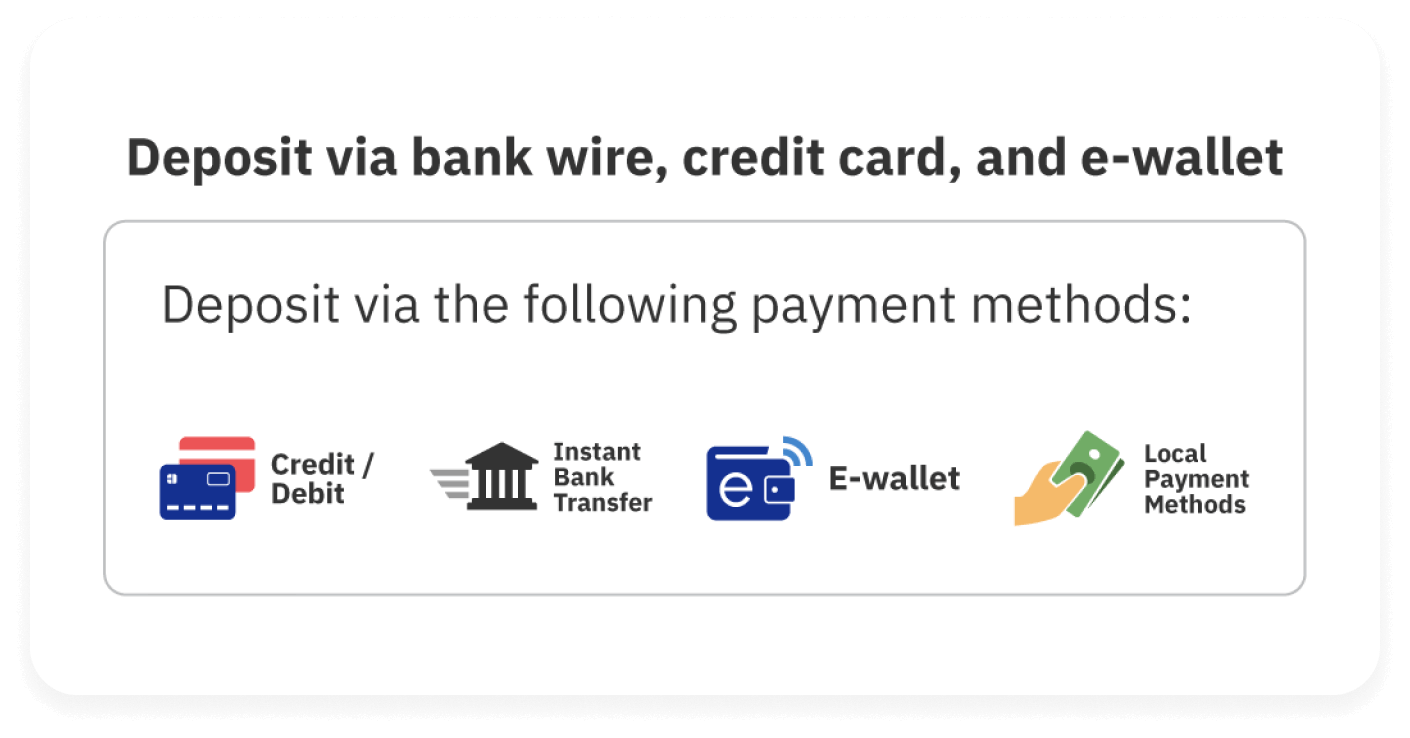 Deposit via bank wire, credit card, and e-wallet
Deposit via the following payment methods:
Credit /
Debit
Instant
Bank
Transfer
e
E-wallet
Local
Payment
Methods